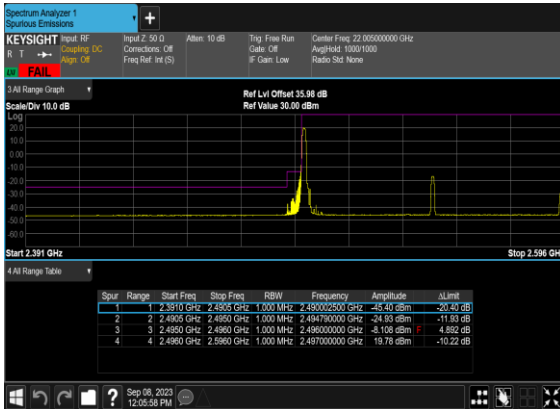 Spectrum Analyzer 1
Spurious Emissions
KEYSIGHT Input: RF Input Z: 50 Ω Atten: 10 dB Trig: Free Run Center Freq: 22.005000000 GHz
R T Coupling: DC Corrections: Off Gate: Off Avg|Hold: 1000/1000
Align: Off Freq Ref: Int (S) IF Gain: Low Radio Std: None
FAIL
3 All Range Graph
Ref Lvl Offset 35.98 dB
Scale/Div 10.0 dB Ref Value 30.00 dBm
Log
20.0
10.0
0.00
-10.0
-20.0
-30.0
-40.0
-50.0
-60.0
Start 2.391 GHz Stop 2.596 GH
4 All Range Table
Spur Range Start Freq Stop Freq RBW Frequency Amplitude ΔLimit
1 1 2.3910 GHz 2.4905 GHz 1.000 MHz 2.490002500 GHz -45.40 dBm -20.40 dB
2 2 2.4905 GHz 2.4950 GHz 1.000 MHz 2.494790000 GHz -24.93 dBm -11.93 dB
3 3 2.4950 GHz 2.4960 GHz 1.000 MHz 2.496000000 GHz -8.108 dBm F 4.892 dB
4 4 2.4960 GHz 2.5960 GHz 1.000 MHz 2.497000000 GHz 19.78 dBm -10.22 dB
Sep 08, 2023
12:05:58 PM